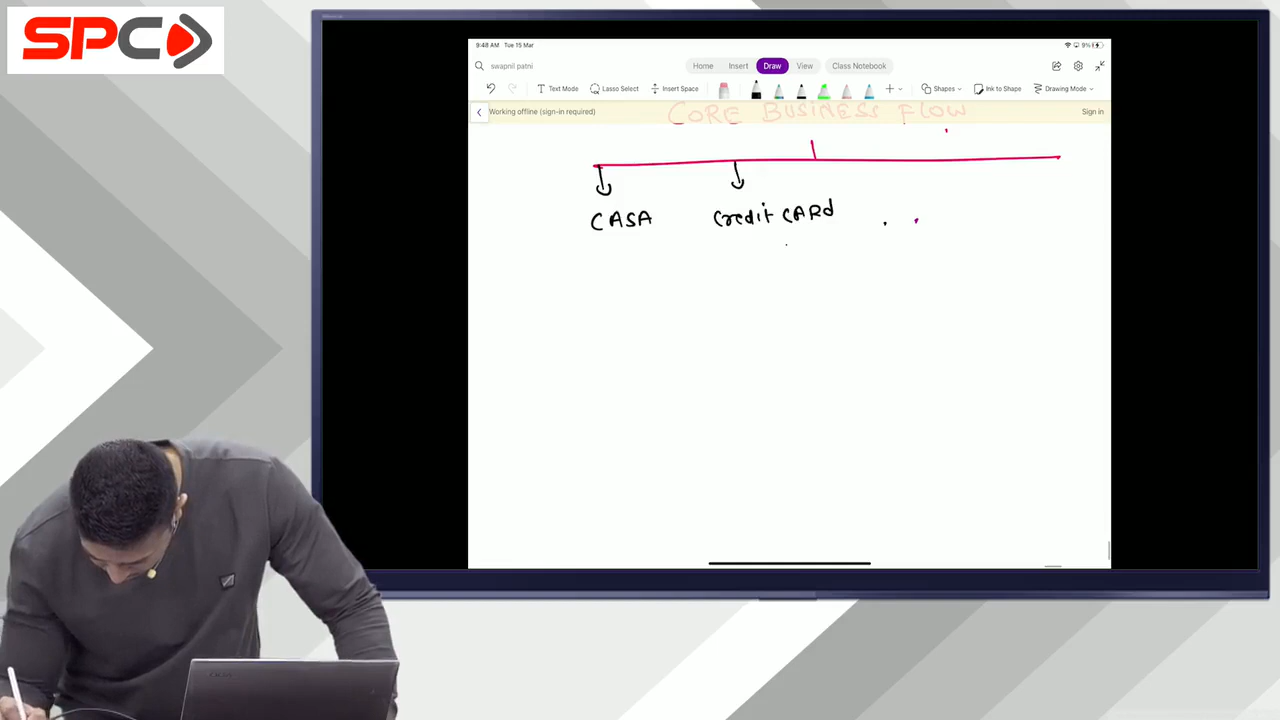 SPC
9:48 AM Tue 15 Mar
9%
swapnil patni
Home Insert Draw View Class Notebook
Text Mode Lasso Select Insert Space Shapes Ink to Shape Drawing Mode
Working offline (sign-in required) Sign in
CORE BUSINESS FLOW
CASA Credit CARd